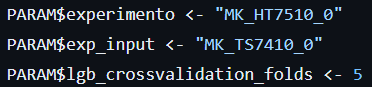 PARAM$experimento <- "MK_HT7510_0"
PARAM$exp_input <- "MK_TS7410_0"
PARAM$lgb_crossvalidation_folds <- 5